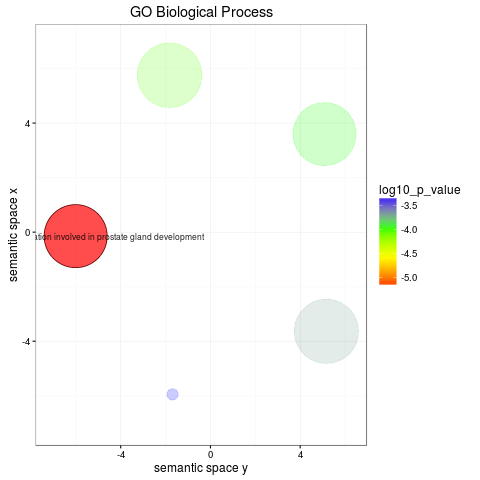 GO Biological Process
semantic space x
4
0
-4
involved in prostate gland development
-4
0
4
semantic space y
log10_p_value
-3.5
-4.0
-4.5
-5.0